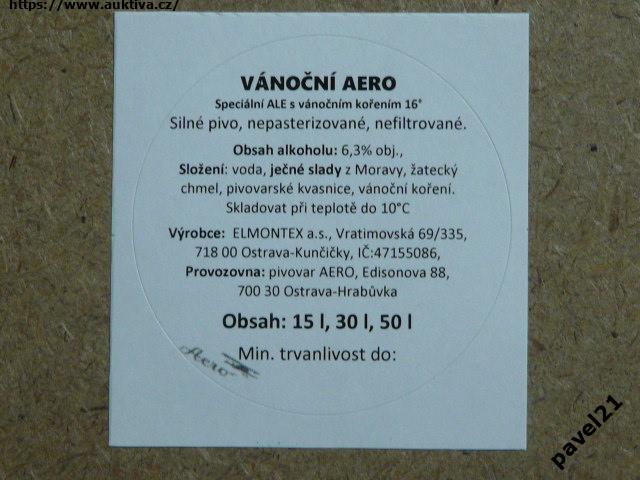 https://www.auktiva.cz/
VÁNOČNÍ AERO
Speciální ALE s vánočním kořením 16°
Silné pivo, nepasterizované, nefiltrované.
Obsah alkoholu: 6,3% obj.,
Složení: voda, ječné slady z Moravy, žatecký
chmel, pivovarské kvasnice, vánoční koření.
Skladovat při teplotě do 10°C
Výrobce: ELMONTEX a.s., Vratimovská 69/335,
718 00 Ostrava-Kunčičky, IČ:47155086,
Provozovna: pivovar AERO, Edisonova 88,
700 30 Ostrava-Hrabůvka
Obsah: 15 l, 30 l, 50 l
Min. trvanlivost do:
Aero
pavel21